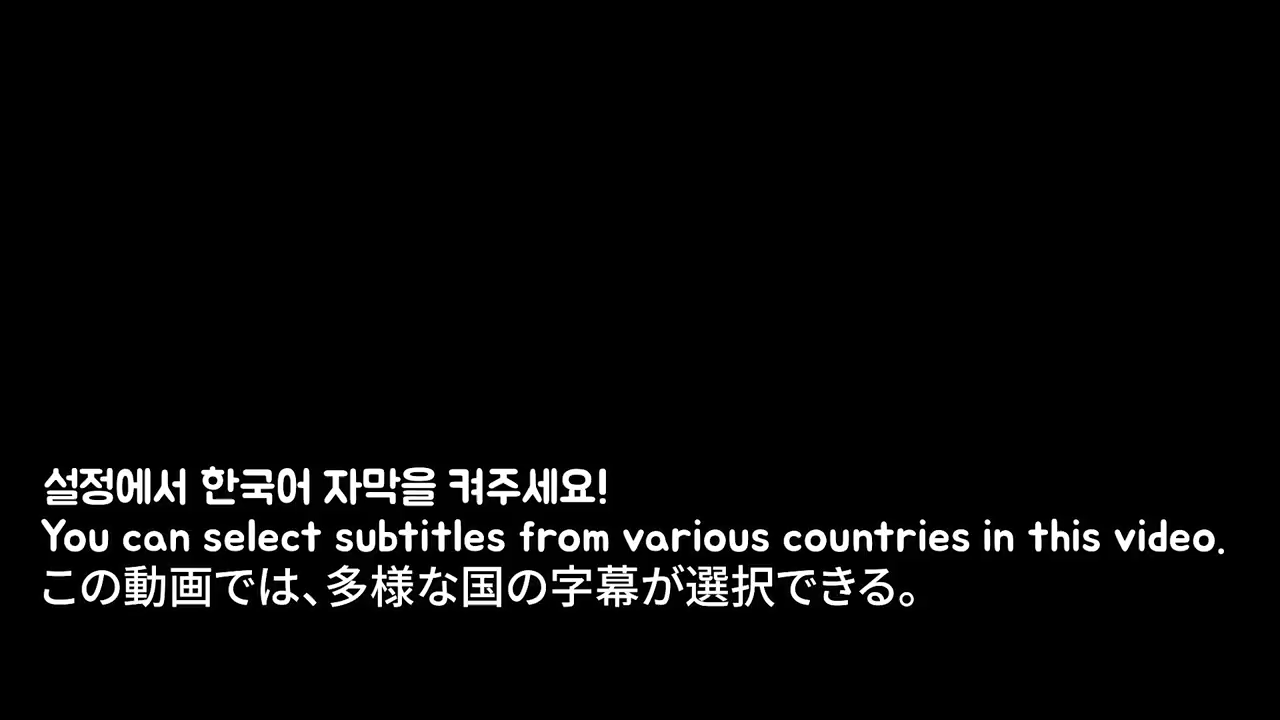 설정에서 한국어 자막을 켜주세요!
You can select subtitles from various countries in this video.
この動画では、多様な国の字幕が選択できる。